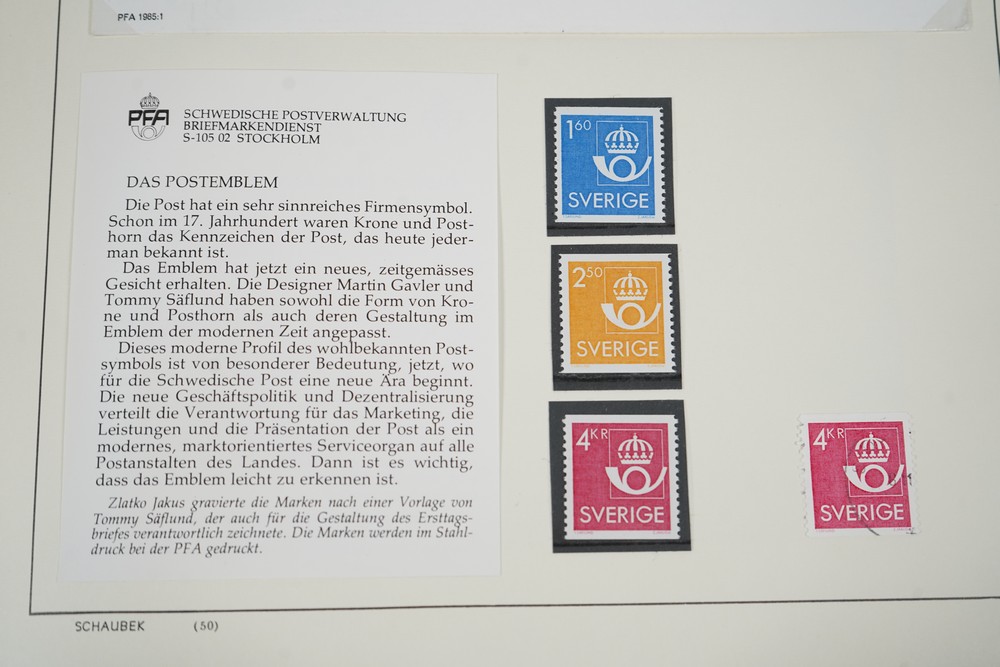 PFA 1985:1
PFA
SCHWEDISCHE POSTVERWALTUNG
BRIEFMARKENDIENST
S-105 02 STOCKHOLM
DAS POSTEMBLEM
Die Post hat ein sehr sinnreiches Firmensymbol.
Schon im 17. Jahrhundert waren Krone und Post-
horn das Kennzeichen der Post, das heute jeder-
man bekannt ist.
Das Emblem hat jetzt ein neues, zeitgemässes
Gesicht erhalten. Die Designer Martin Gavler und
Tommy Säflund haben sowohl die Form von Kro-
ne und Posthorn als auch deren Gestaltung im
Emblem der modernen Zeit angepasst.
Dieses moderne Profil des wohlbekannten Post-
symbols ist von besonderer Bedeutung, jetzt, wo
für die Schwedische Post eine neue Ära beginnt.
Die neue Geschäftspolitik und Dezentralisierung
verteilt die Verantwortung für das Marketing, die
Leistungen und die Präsentation der Post als ein
modernes, marktorientiertes Serviceorgan auf alle
Postanstalten des Landes. Dann ist es wichtig,
dass das Emblem leicht zu erkennen ist.
Zlatko Jakus gravierte die Marken nach einer Vorlage von
Tommy Säflund, der auch für die Gestaltung des Ersttags-
briefes verantwortlich zeichnete. Die Marken werden im Stahl-
druck bei der PFA gedruckt.
1 60
SVERIGE
2 50
SVERIGE
4 KR
SVERIGE
4 KR
SVERIGE
SCHAUBEK (50)